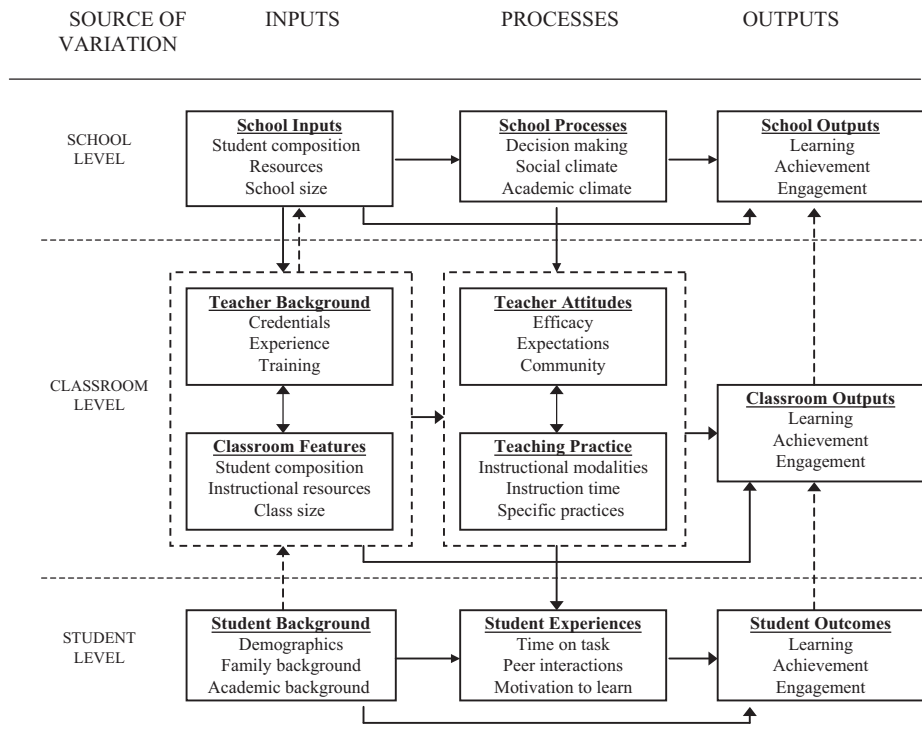 SOURCE OF
VARIATION
INPUTS
PROCESSES
OUTPUTS
SCHOOL
LEVEL
School Inputs
Student composition
Resources
School size
School Processes
Decision making
Social climate
Academic climate
School Outputs
Learning
Achievement
Engagement
CLASSROOM
LEVEL
Teacher Background
Credentials
Experience
Training
Classroom Features
Student composition
Instructional resources
Class size
Teacher Attitudes
Efficacy
Expectations
Community
Teaching Practice
Instructional modalities
Instruction time
Specific practices
Classroom Outputs
Learning
Achievement
Engagement
STUDENT
LEVEL
Student Background
Demographics
Family background
Academic background
Student Experiences
Time on task
Peer interactions
Motivation to learn
Student Outcomes
Learning
Achievement
Engagement